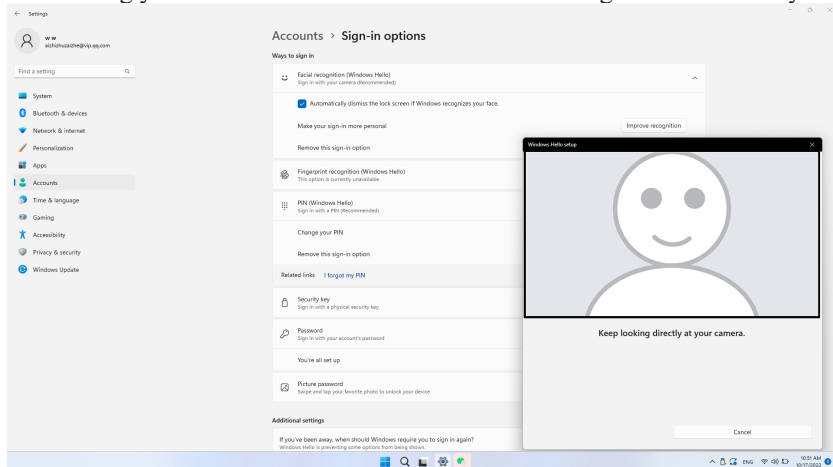 Settings
w w
aizhizhuzaizhe@vip.qq.com
Find a setting
System
Bluetooth & devices
Network & internet
Personalization
Apps
Accounts
Time & language
Gaming
Accessibility
Privacy & security
Windows Update
Accounts > Sign-in options
Ways to sign in
Facial recognition (Windows Hello)
Sign in with your camera (Recommended)
Automatically dismiss the lock screen if Windows recognizes your face.
Make your sign-in more personal
Improve recognition
Remove this sign-in option
Fingerprint recognition (Windows Hello)
This option is currently unavailable
PIN (Windows Hello)
Sign in with a PIN (Recommended)
Change your PIN
Remove this sign-in option
Related links I forgot my PIN
Security key
Sign in with a physical security key
Password
Sign in with your account's password
You're all set up
Picture password
Swipe and tap your favorite photo to unlock your device
Additional settings
If you've been away, when should Windows require you to sign in again?
Windows Hello is preventing some options from being shown.
Windows Hello setup
Keep looking directly at your camera.
Cancel
ENG
10:51 AM
10/17/2022